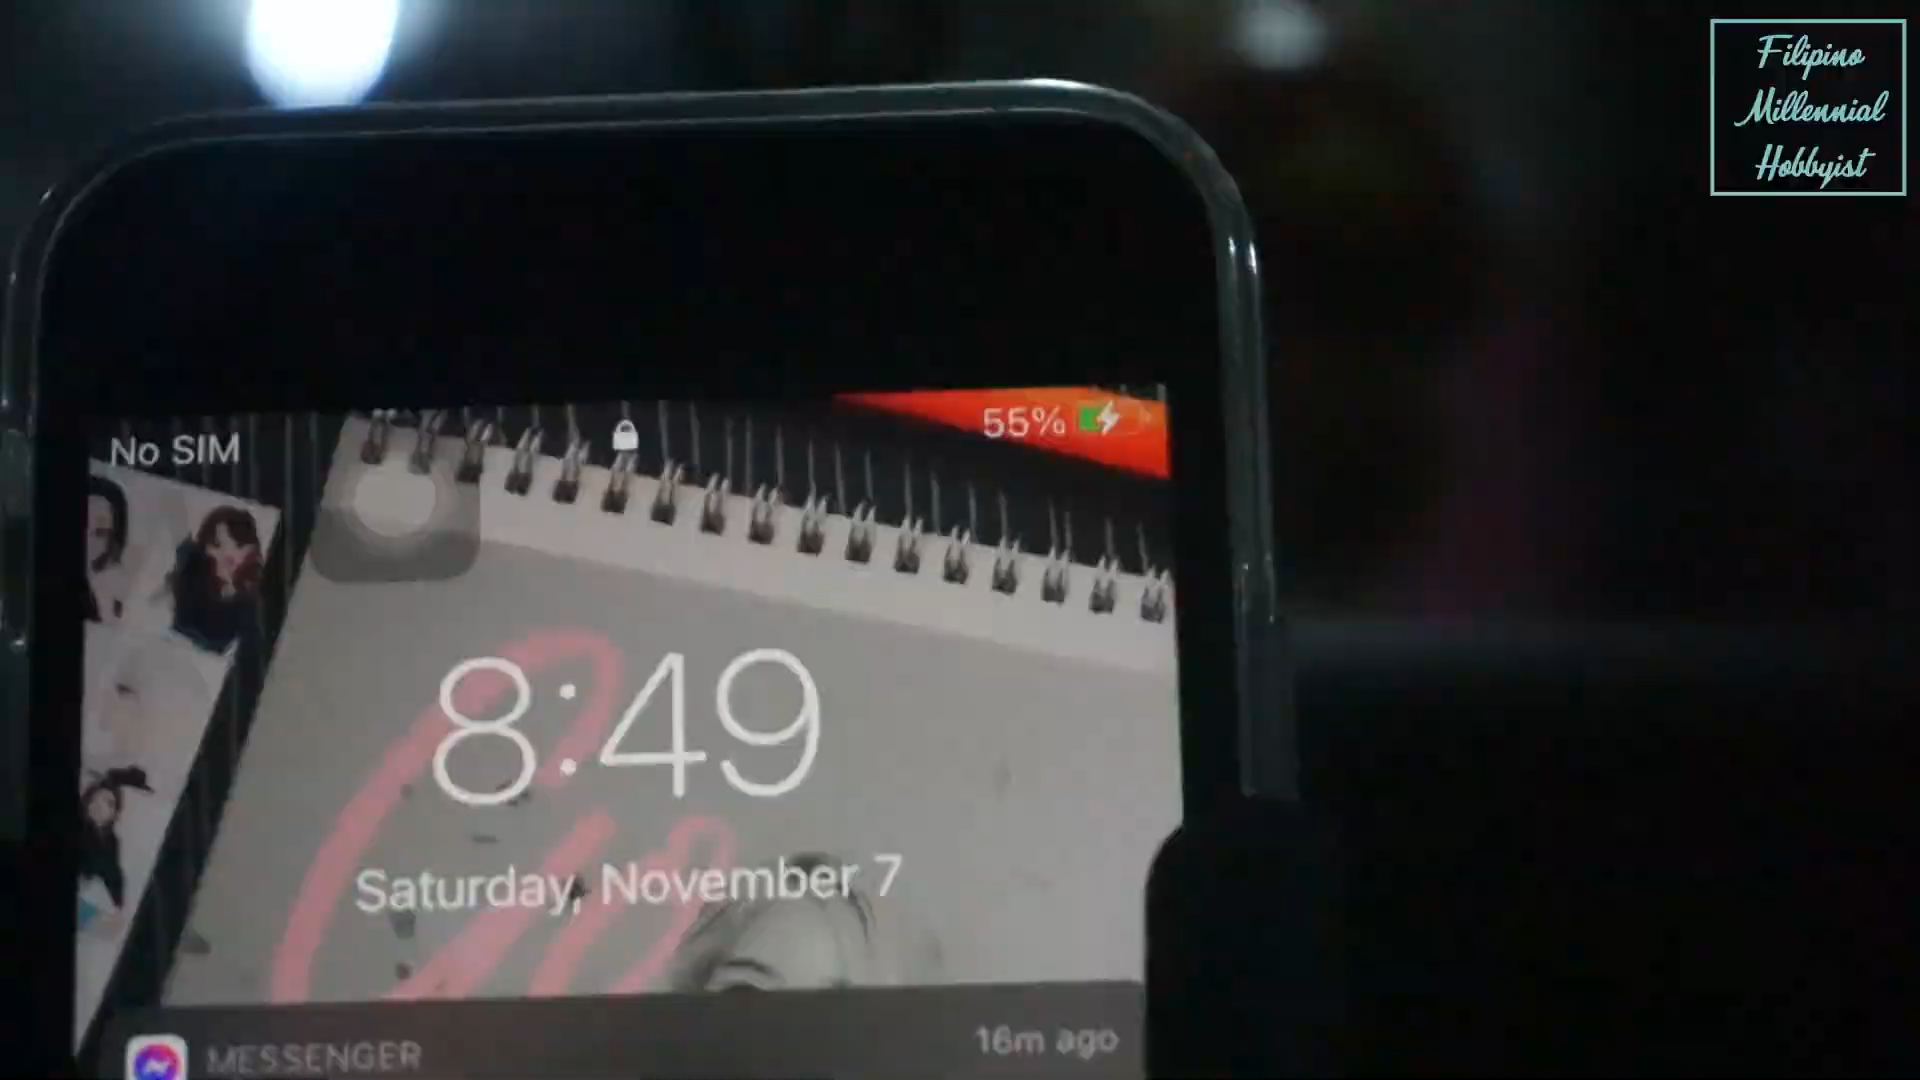 Filipino
Millennial
Hobbyist
No SIM
55%
8:49
Saturday, November 7
MESSENGER
16m ago